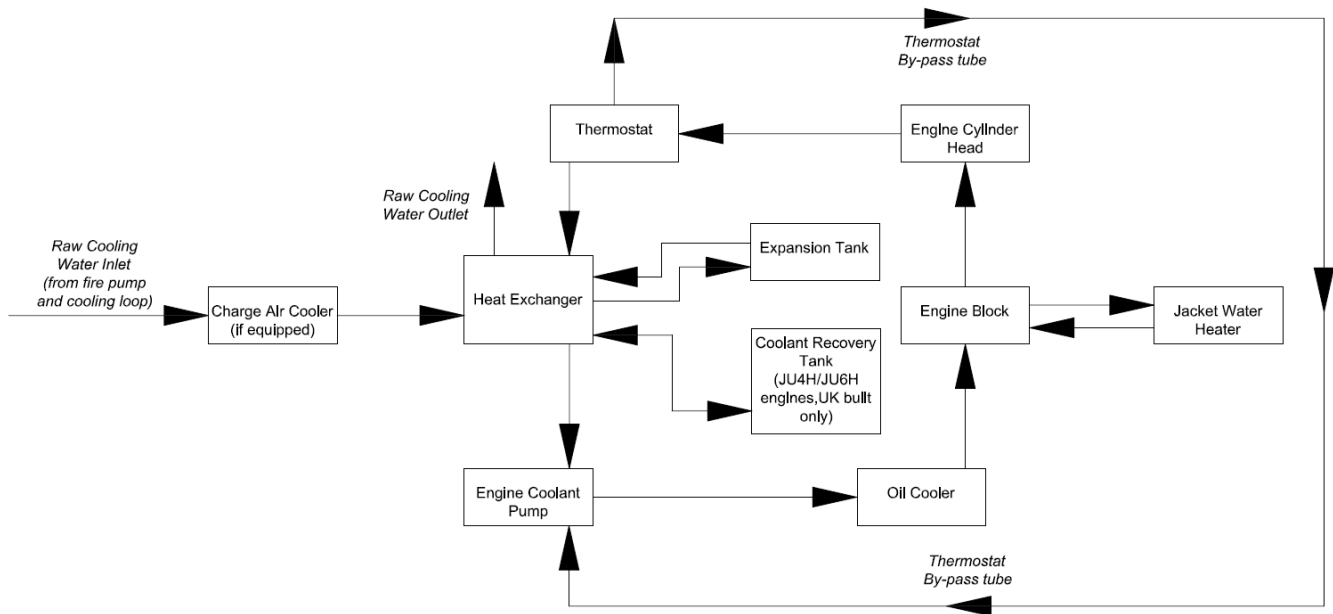 Thermostat
By-pass tube
Thermostat
Engine Cylinder
Head
Raw Cooling
Water Outlet
Raw Cooling
Water Inlet
(from fire pump
and cooling loop)
Expansion Tank
Charge Air Cooler
(if equipped)
Heat Exchanger
Engine Block
Jacket Water
Heater
Coolant Recovery
Tank
(JU4H/JU6H
engines,UK built
only)
Engine Coolant
Pump
Oil Cooler
Thermostat
By-pass tube